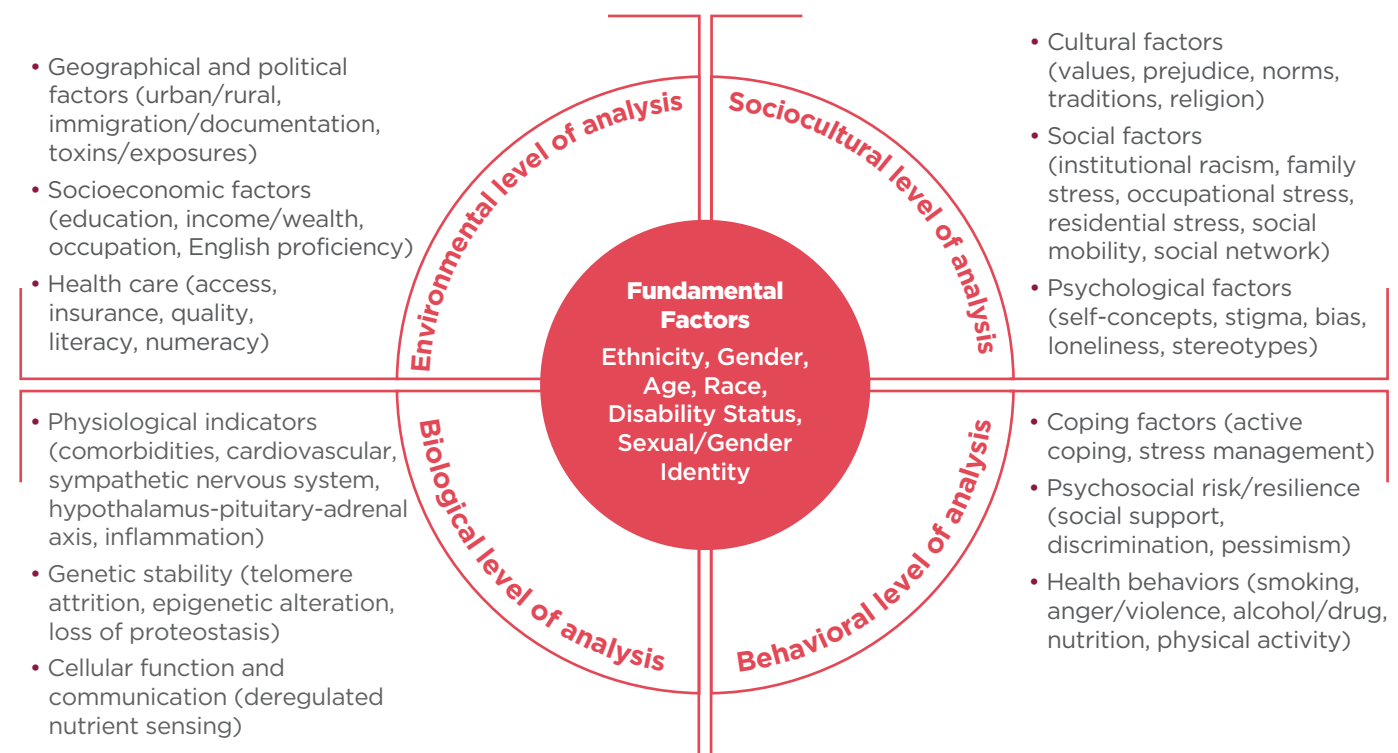 • Geographical and political
factors (urban/rural,
immigration/documentation,
toxins/exposures)
• Socioeconomic factors
(education, income/wealth,
occupation, English proficiency)
• Health care (access,
insurance, quality,
literacy, numeracy)
Environmental level of analysis
Sociocultural level of analysis
• Cultural factors
(values, prejudice, norms,
traditions, religion)
• Social factors
(institutional racism, family
stress, occupational stress,
residential stress, social
mobility, social network)
• Psychological factors
(self-concepts, stigma, bias,
loneliness, stereotypes)
Fundamental
Factors
Ethnicity, Gender,
Age, Race,
Disability Status,
Sexual/Gender
Identity
• Physiological indicators
(comorbidities, cardiovascular,
sympathetic nervous system,
hypothalamus-pituitary-adrenal
axis, inflammation)
• Genetic stability (telomere
attrition, epigenetic alteration,
loss of proteostasis)
• Cellular function and
communication (deregulated
nutrient sensing)
Biological level of analysis
Behavioral level of analysis
• Coping factors (active
coping, stress management)
• Psychosocial risk/resilience
(social support,
discrimination, pessimism)
• Health behaviors (smoking,
anger/violence, alcohol/drug,
nutrition, physical activity)